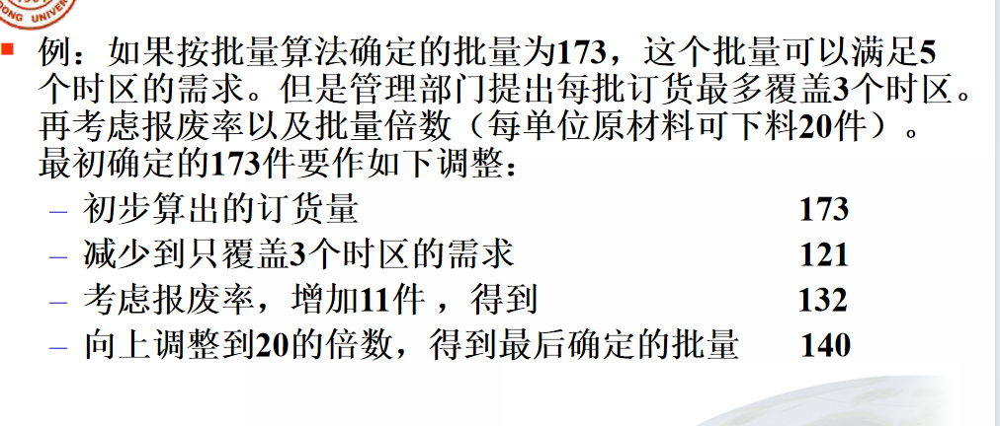 ONG UNIVER
例：如果按批量算法确定的批量为173，这个批量可以满足5
个时区的需求。但是管理部门提出每批订货最多覆盖3个时区。
再考虑报废率以及批量倍数（每单位原材料可下料20件）。
最初确定的173件要作如下调整：
– 初步算出的订货量 173
– 减少到只覆盖3个时区的需求 121
– 考虑报废率，增加11件 ，得到 132
– 向上调整到20的倍数，得到最后确定的批量 140